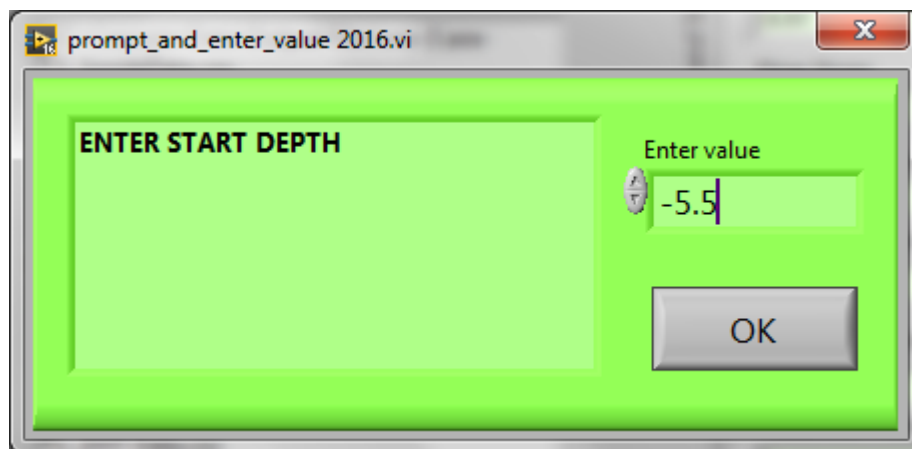 prompt_and_enter_value 2016.vi
ENTER START DEPTH
Enter value
-5.5
OK